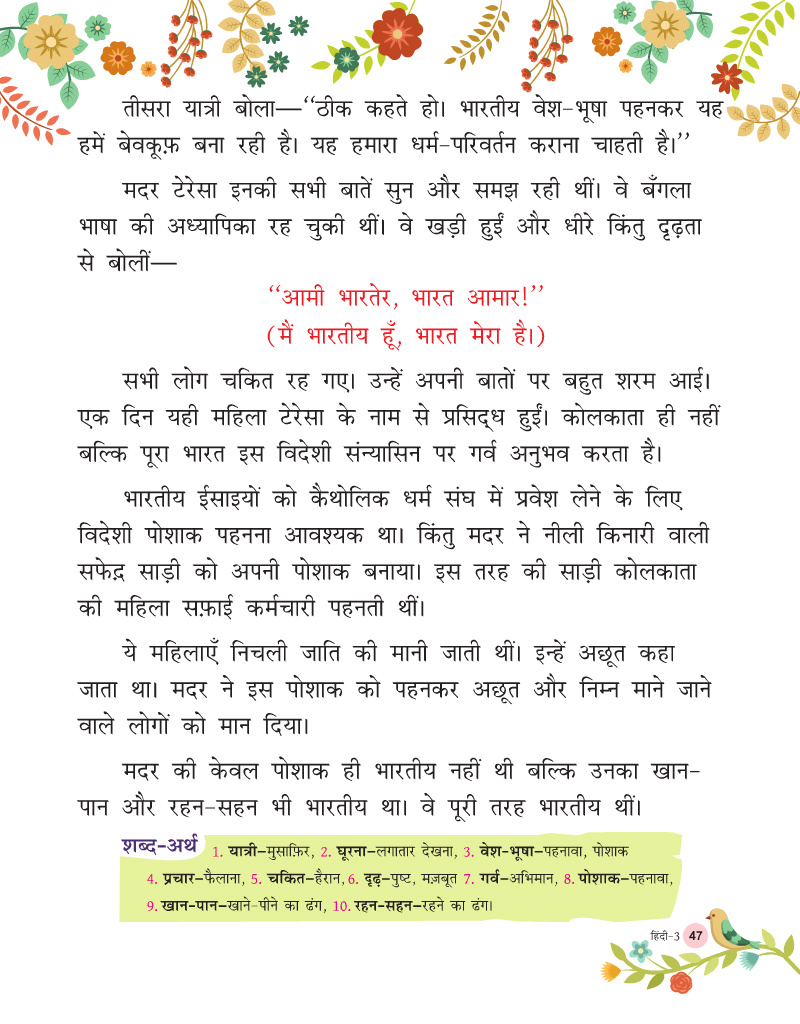 तीसरा यात्री बोला—‘‘ठीक कहते हो। भारतीय वेश-भूषा पहनकर यह
हमें बेवकूफ़ बना रही है। यह हमारा धर्म-परिवर्तन कराना चाहती है।’’
मदर टेरेसा इनकी सभी बातें सुन और समझ रही थीं। वे बँगला
भाषा की अध्यापिका रह चुकी थीं। वे खड़ी हुईं और धीरे किंतु दृढ़ता
से बोलीं—
‘‘आमी भारतेर, भारत आमार!’’
(मैं भारतीय हूँ, भारत मेरा है।)
सभी लोग चकित रह गए। उन्हें अपनी बातों पर बहुत शरम आई।
एक दिन यही महिला टेरेसा के नाम से प्रसिद्ध हुईं। कोलकाता ही नहीं
बल्कि पूरा भारत इस विदेशी संन्यासिन पर गर्व अनुभव करता है।
भारतीय ईसाइयों को कैथोलिक धर्म संघ में प्रवेश लेने के लिए
विदेशी पोशाक पहनना आवश्यक था। किंतु मदर ने नीली किनारी वाली
सफेद्र साड़ी को अपनी पोशाक बनाया। इस तरह की साड़ी कोलकाता
की महिला सफ़ाई कर्मचारी पहनती थीं।
ये महिलाएँ निचली जाति की मानी जाती थीं। इन्हें अछूत कहा
जाता था। मदर ने इस पोशाक को पहनकर अछूत और निम्न माने जाने
वाले लोगों को मान दिया।
मदर की केवल पोशाक ही भारतीय नहीं थी बल्कि उनका खान-
पान और रहन-सहन भी भारतीय था। वे पूरी तरह भारतीय थीं।
शब्द-अर्थ 1. यात्री–मुसाफ़िर, 2. घूरना–लगातार देखना, 3. वेश-भूषा–पहनावा, पोशाक
4. प्रचार–फैलाना, 5. चकित–हैरान, 6. दृढ़–पुष्ट, मज़बूत 7. गर्व–अभिमान, 8. पोशाक–पहनावा,
9. खान-पान–खाने-पीने का ढंग, 10. रहन-सहन–रहने का ढंग।
हिंदी-3 47